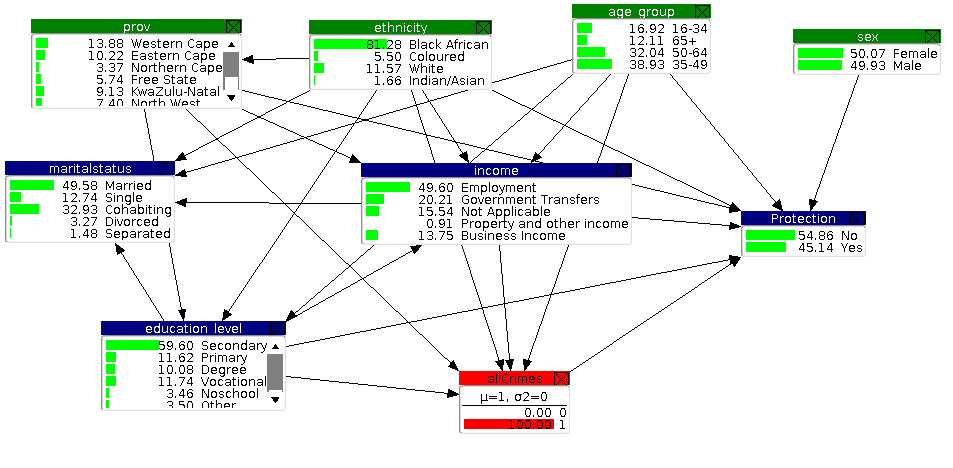 prov
13.88 Western Cape
10.22 Eastern Cape
3.37 Northern Cape
5.74 Free State
9.13 KwaZulu-Natal
7.40 North West
ethnicity
81.28 Black African
5.50 Coloured
11.57 White
1.66 Indian/Asian
age_group
16.92 16-34
12.11 65+
32.04 50-64
38.93 35-49
sex
50.07 Female
49.93 Male
maritalstatus
49.58 Married
12.74 Single
32.93 Cohabiting
3.27 Divorced
1.48 Separated
income
49.60 Employment
20.21 Government Transfers
15.54 Not Applicable
0.91 Property and other income
13.75 Business Income
Protection
54.86 No
45.14 Yes
education_level
59.60 Secondary
11.62 Primary
10.08 Degree
11.74 Vocational
3.46 Noschool
3.50 Other
allCrimes
μ=1, σ2=0
0.00 0
100.00 1